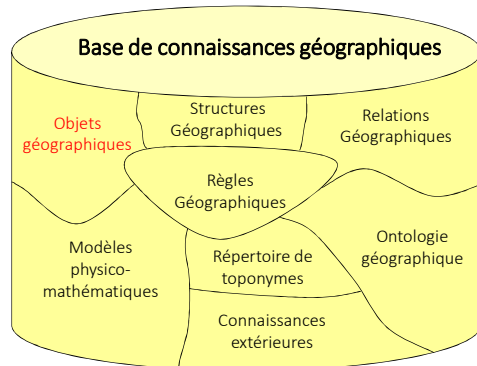 Base de connaissances géographiques
Objets
géographiques
Structures
Géographiques
Relations
Géographiques
Règles
Géographiques
Modèles
physico-
mathématiques
Répertoire de
toponymes
Ontologie
géographique
Connaissances
extérieures